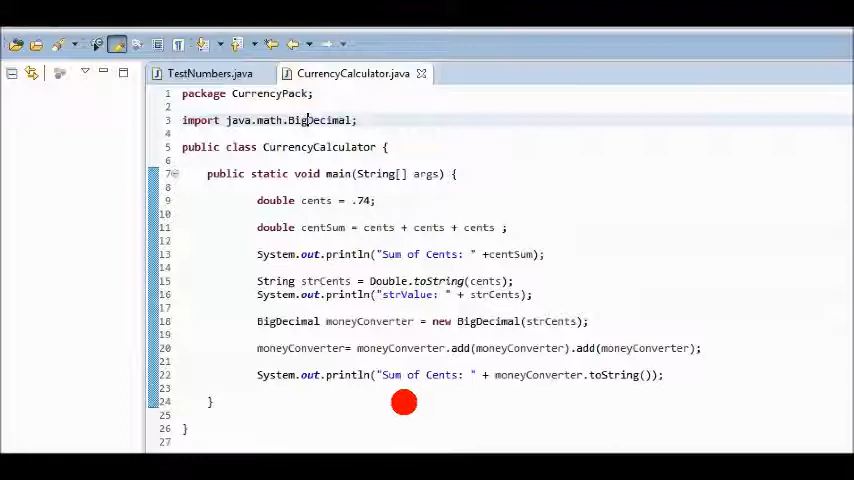 TestNumbers.java
CurrencyCalculator.java
1 package CurrencyPack;
2
3 import java.math.BigDecimal;
4
5 public class CurrencyCalculator {
6
7 public static void main(String[] args) {
8
9 double cents = .74;
10
11 double centSum = cents + cents + cents ;
12
13 System.out.println("Sum of Cents: " +centSum);
14
15 String strCents = Double.toString(cents);
16 System.out.println("strValue: " + strCents);
17
18 BigDecimal moneyConverter = new BigDecimal(strCents);
19
20 moneyConverter= moneyConverter.add(moneyConverter).add(moneyConverter);
21
22 System.out.println("Sum of Cents: " + moneyConverter.toString());
23
24 }
25
26 }
27